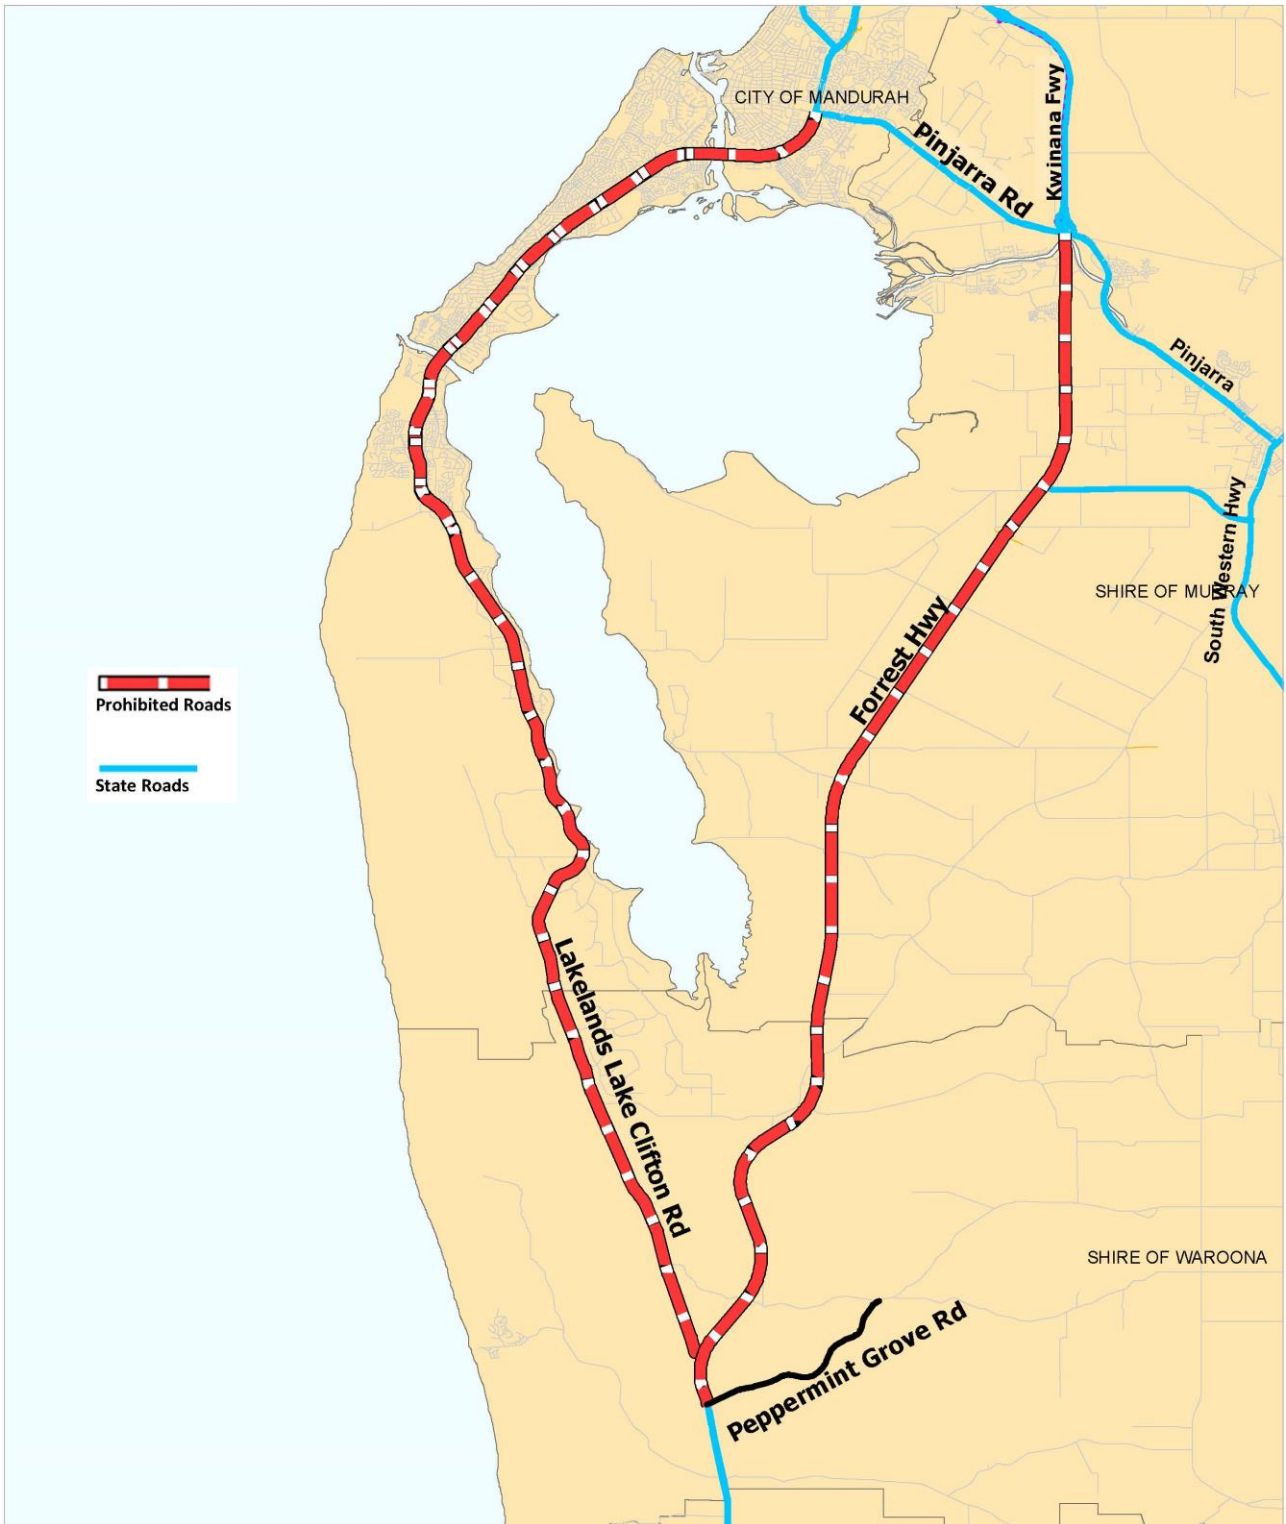 CITY OF MANDURAH
Kwinana Fwy
Pinjarra Rd
Pinjarra
South Western Hwy
SHIRE OF MURRAY
Forrest Hwy
Prohibited Roads
State Roads
Lakelands Lake Clifton Rd
SHIRE OF WAROONA
Peppermint Grove Rd